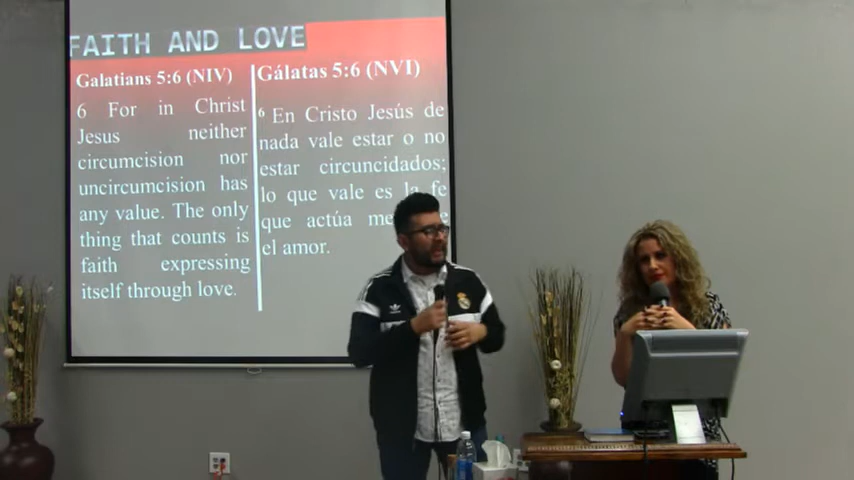 FAITH AND LOVE
Galatians 5:6 (NIV)
6 For in Christ
Jesus neither
circumcision nor
uncircumcision has
any value. The only
thing that counts is
faith expressing
itself through love.
Gálatas 5:6 (NVI)
6 En Cristo Jesús de
nada vale estar o no
estar circuncidados;
lo que vale es la fe
que actúa
el amor.